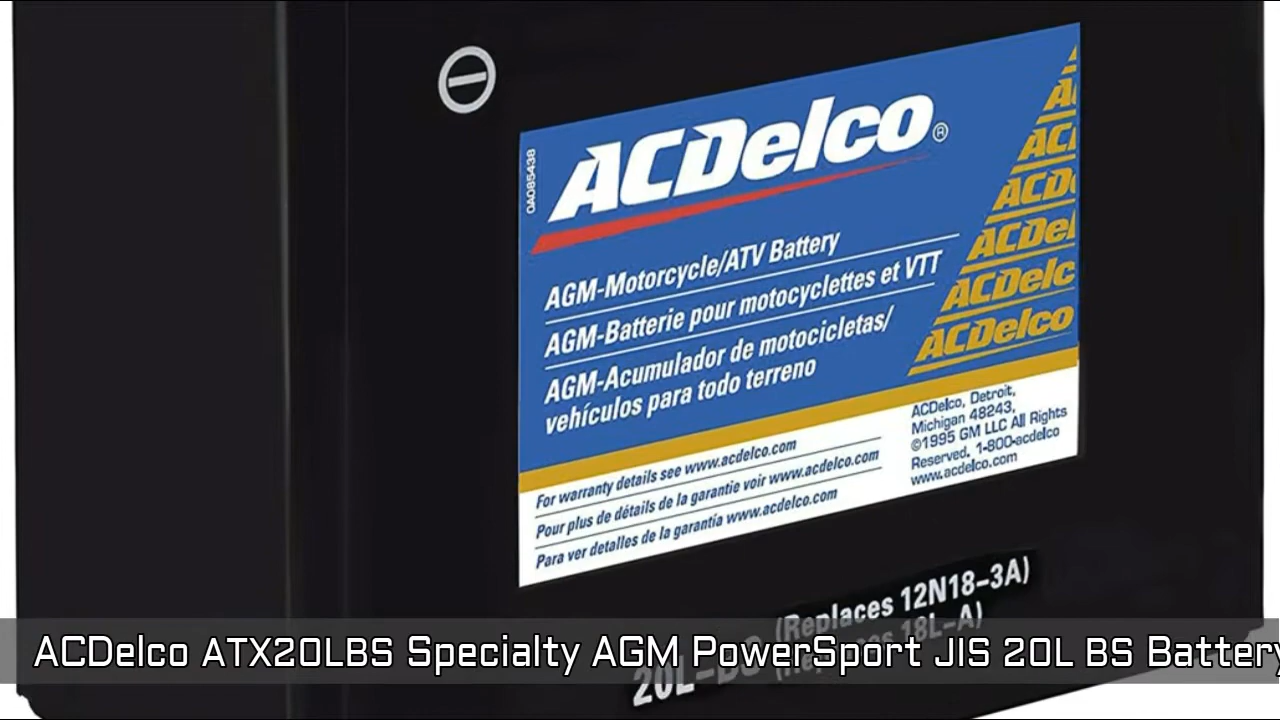 0A085438
ACDelco®
AGM-Motorcycle/ATV Battery
AGM-Batterie pour motocyclettes et VTT
AGM-Acumulador de motocicletas/
vehículos para todo terreno
ACDelc
ACDelco
For warranty details see www.acdelco.com
Pour plus de détails de la garantie voir www.acdelco.com
Para ver detalles de la garantía www.acdelco.com
ACDelco, Detroit,
Michigan 48243,
©1995 GM LLC All Rights
Reserved. 1-800-acdelco
www.acdelco.com
(Replaces 12N18-3A)
18L-A)
ACDelco ATX20LBS Specialty AGM PowerSport JIS 20L BS Battery